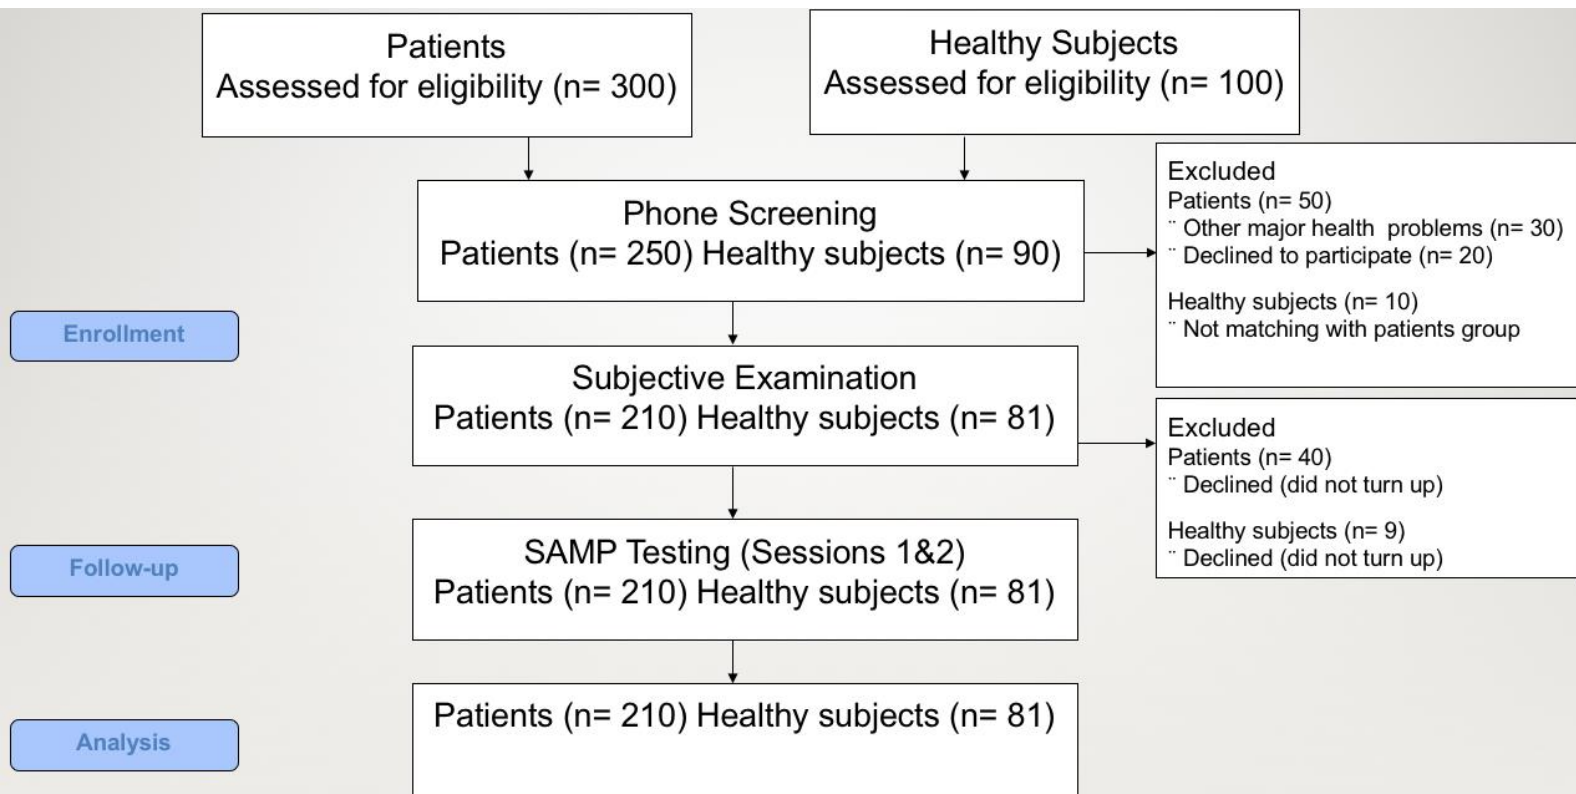 Patients
Assessed for eligibility (n= 300)
Healthy Subjects
Assessed for eligibility (n= 100)
Phone Screening
Patients (n= 250) Healthy subjects (n= 90)
Excluded
Patients (n= 50)
¨ Other major health problems (n= 30)
¨ Declined to participate (n= 20)
Healthy subjects (n= 10)
¨ Not matching with patients group
Enrollment
Subjective Examination
Patients (n= 210) Healthy subjects (n= 81)
Excluded
Patients (n= 40)
¨ Declined (did not turn up)
Healthy subjects (n= 9)
¨ Declined (did not turn up)
Follow-up
SAMP Testing (Sessions 1&2)
Patients (n= 210) Healthy subjects (n= 81)
Analysis
Patients (n= 210) Healthy subjects (n= 81)